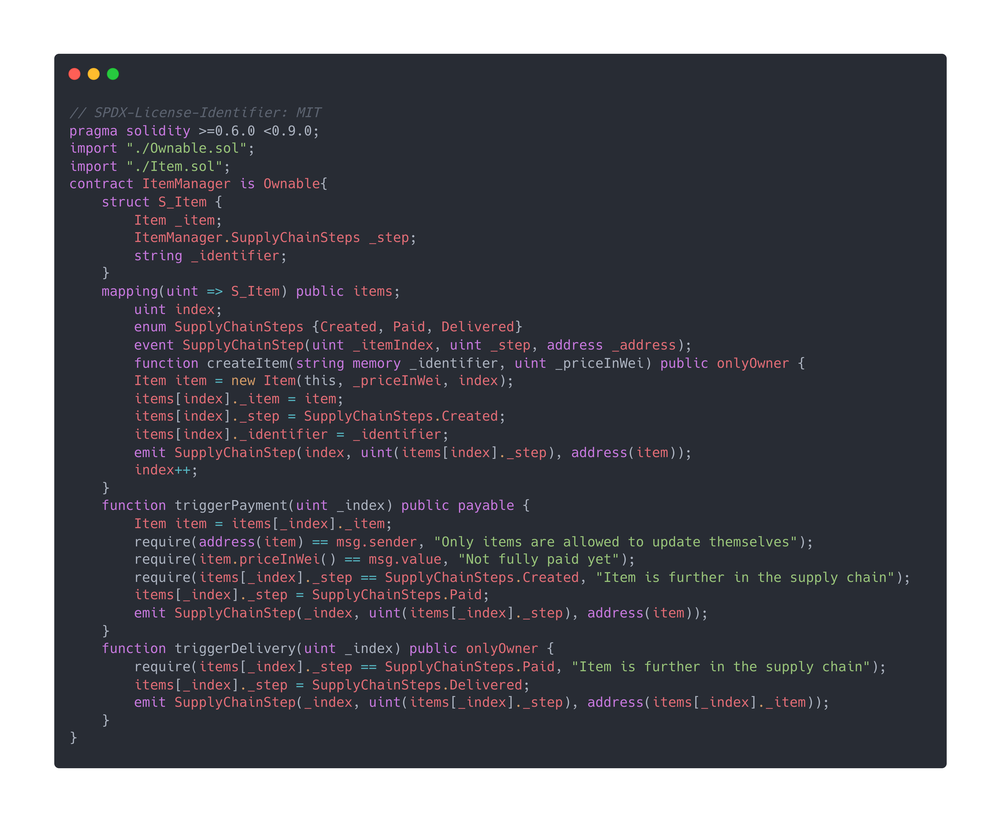 // SPDX-License-Identifier: MIT
pragma solidity >=0.6.0 <0.9.0;
import "./Ownable.sol";
import "./Item.sol";
contract ItemManager is Ownable{
    struct S_Item {
        Item _item;
        ItemManager.SupplyChainSteps _step;
        string _identifier;
    }
    mapping(uint => S_Item) public items;
        uint index;
        enum SupplyChainSteps {Created, Paid, Delivered}
        event SupplyChainStep(uint _itemIndex, uint _step, address _address);
        function createItem(string memory _identifier, uint _priceInWei) public onlyOwner {
        Item item = new Item(this, _priceInWei, index);
        items[index]._item = item;
        items[index]._step = SupplyChainSteps.Created;
        items[index]._identifier = _identifier;
        emit SupplyChainStep(index, uint(items[index]._step), address(item));
        index++;
    }
    function triggerPayment(uint _index) public payable {
        Item item = items[_index]._item;
        require(address(item) == msg.sender, "Only items are allowed to update themselves");
        require(item.priceInWei() == msg.value, "Not fully paid yet");
        require(items[_index]._step == SupplyChainSteps.Created, "Item is further in the supply chain");
        items[_index]._step = SupplyChainSteps.Paid;
        emit SupplyChainStep(_index, uint(items[_index]._step), address(item));
    }
    function triggerDelivery(uint _index) public onlyOwner {
        require(items[_index]._step == SupplyChainSteps.Paid, "Item is further in the supply chain");
        items[_index]._step = SupplyChainSteps.Delivered;
        emit SupplyChainStep(_index, uint(items[_index]._step), address(items[_index]._item));
    }
}